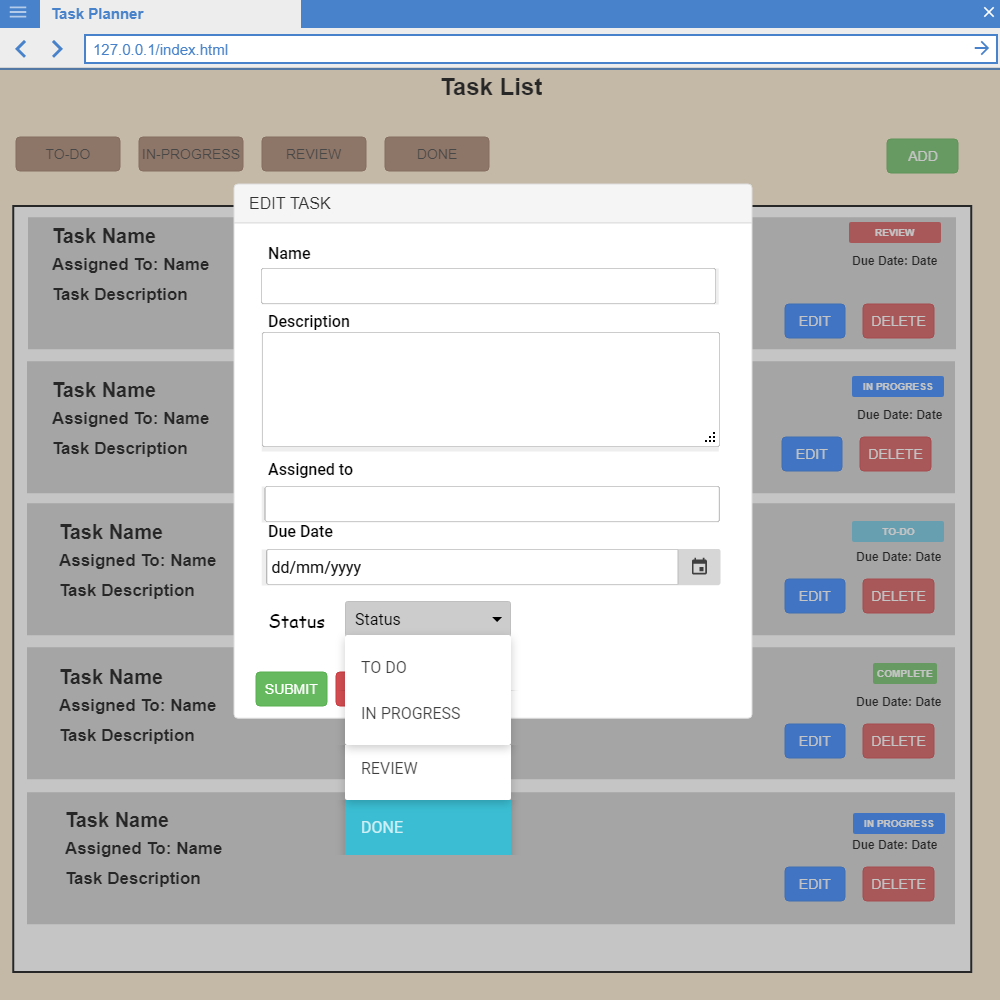 Task Planner
127.0.0.1/index.html
Task List
TO-DO
IN-PROGRESS
REVIEW
DONE
ADD
Task Name
Assigned To: Name
Task Description
REVIEW
Due Date: Date
EDIT
DELETE
Task Name
Assigned To: Name
Task Description
IN PROGRESS
Due Date: Date
EDIT
DELETE
Task Name
Assigned To: Name
Task Description
TO-DO
Due Date: Date
EDIT
DELETE
Task Name
Assigned To: Name
Task Description
COMPLETE
Due Date: Date
EDIT
DELETE
Task Name
Assigned To: Name
Task Description
IN PROGRESS
Due Date: Date
EDIT
DELETE
EDIT TASK
Name
Description
Assigned to
Due Date
dd/mm/yyyy
Status
Status
TO DO
IN PROGRESS
REVIEW
DONE
SUBMIT